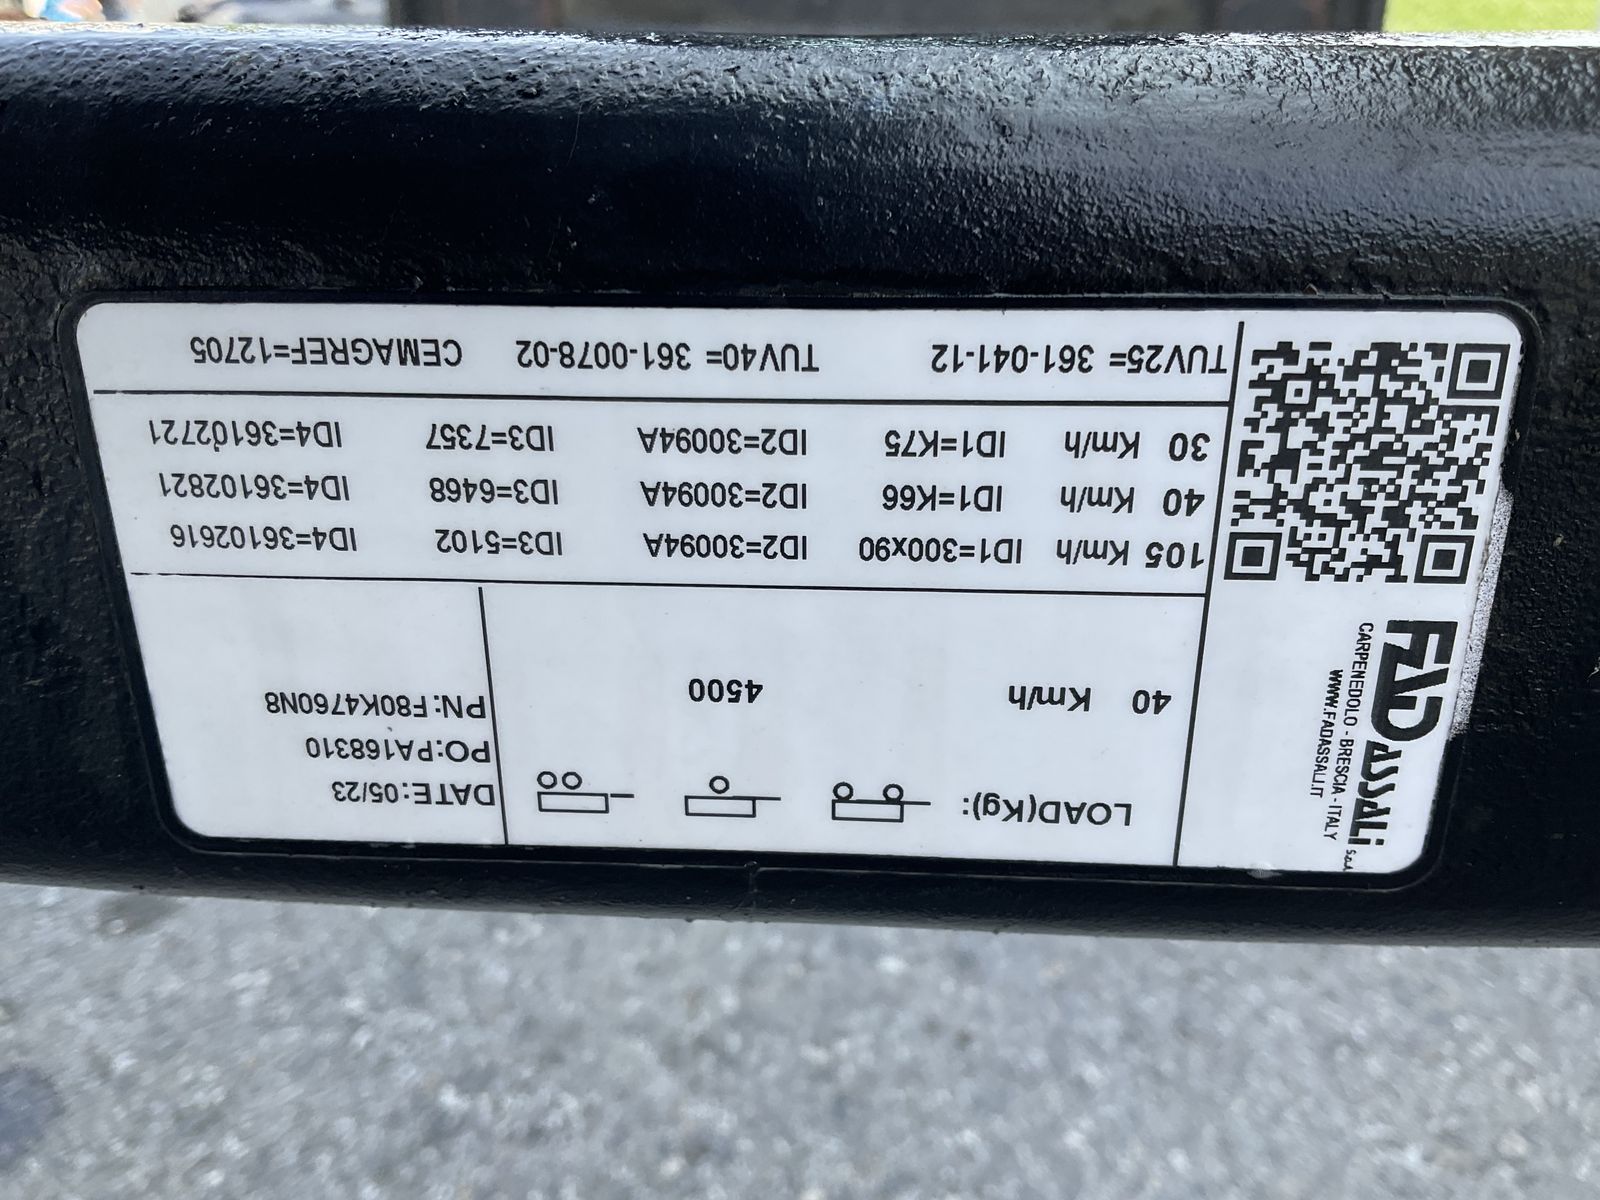 FAD ASSALI S.p.A.
CARPENEDOLO - BRESCIA - ITALY
WWW.FADASSALI.IT
LOAD(Kg):
40 Km/h 4500
DATE:05/23
PO:PA168310
PN:F80K4760N8
105 Km/h ID1=300x90 ID2=30094A ID3=5102 ID4=36102616
40 Km/h ID1=K66 ID2=30094A ID3=6468 ID4=36102821
30 Km/h ID1=K75 ID2=30094A ID3=7357 ID4=36102721
TUV25= 361-041-12 TUV40= 361-0078-02 CEMAGREF=12705